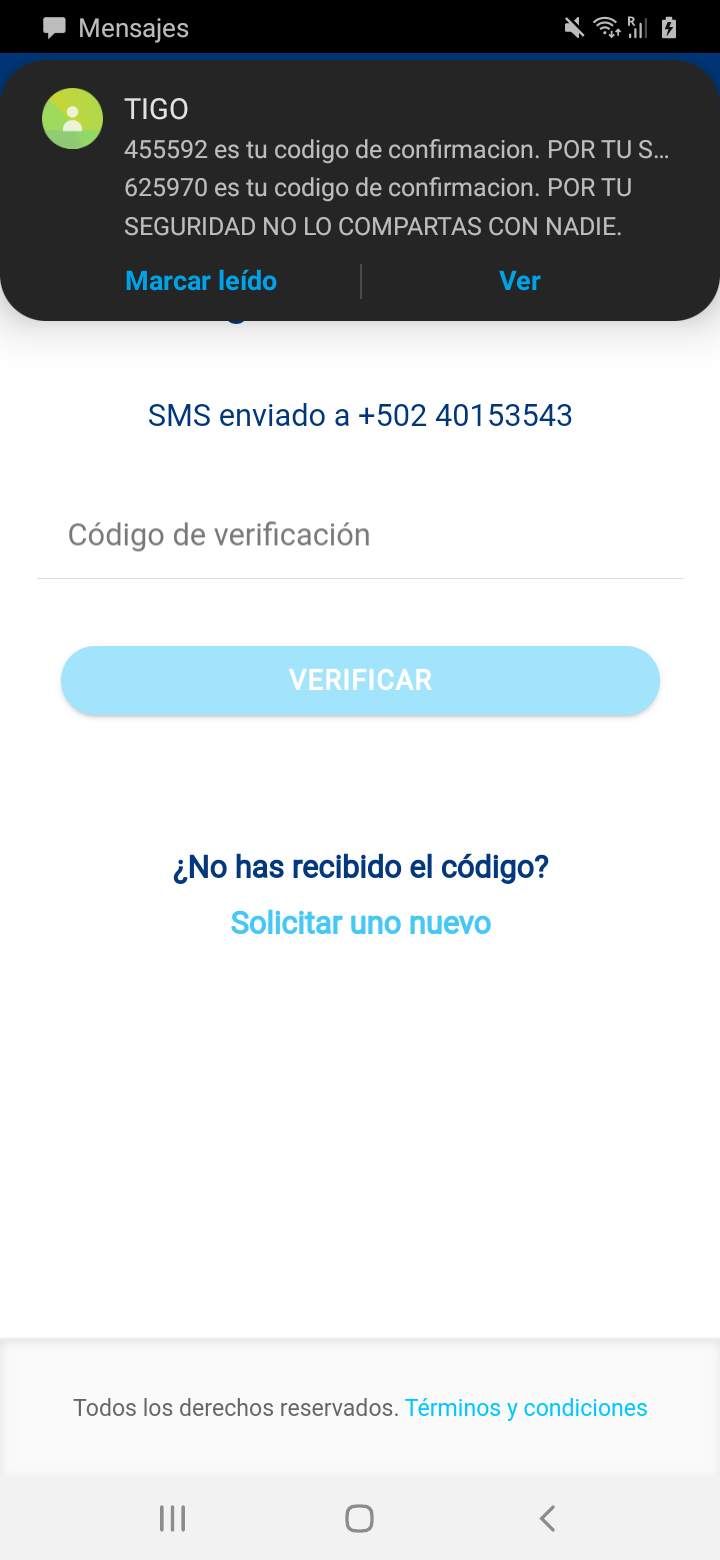 Mensajes
TIGO
455592 es tu codigo de confirmacion. POR TU S...
625970 es tu codigo de confirmacion. POR TU
SEGURIDAD NO LO COMPARTAS CON NADIE.
Marcar leído Ver
SMS enviado a +502 40153543
Código de verificación
VERIFICAR
¿No has recibido el código?
Solicitar uno nuevo
Todos los derechos reservados. Términos y condiciones